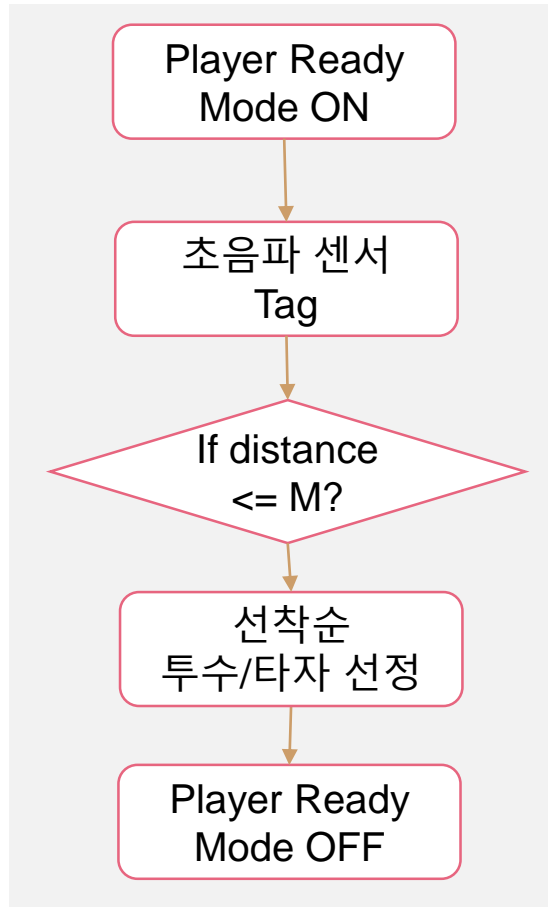 Player Ready
Mode ON
초음파 센서
Tag
If distance
<= M?
선착순
투수/타자 선정
Player Ready
Mode OFF